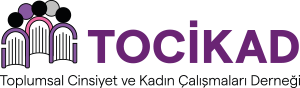 TOCİKAD
Toplumsal Cinsiyet ve Kadın Çalışmaları Derneği